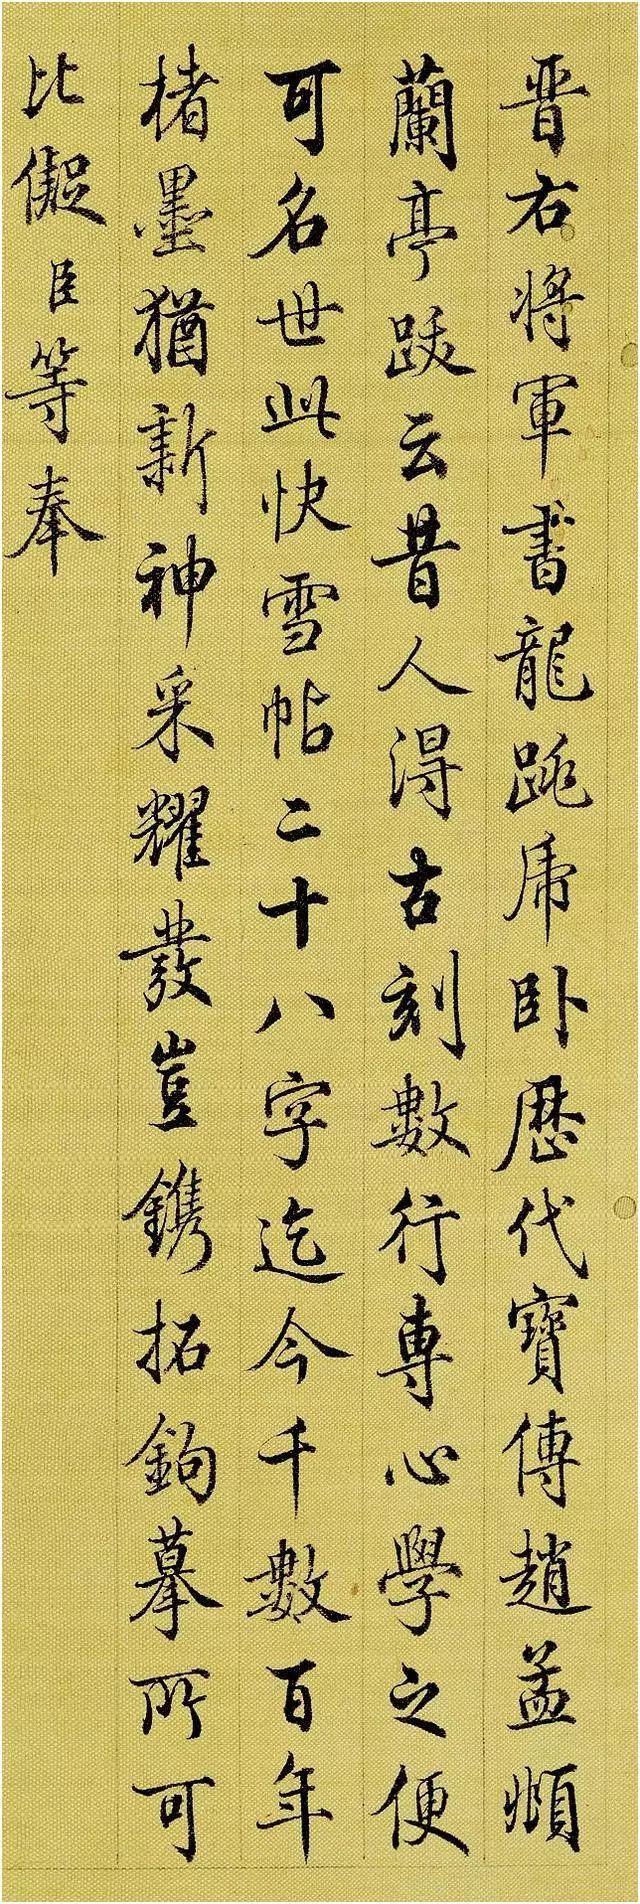 晋右將軍書龍跳虎臥歷代寶傳趙孟頫
蘭亭跋云昔人得古刻數行專心學之便
可名世此快雪帖二十八字迄今千數百年
楮墨猶新神采耀發豈鐫拓鉤摹所可
比儗臣等奉